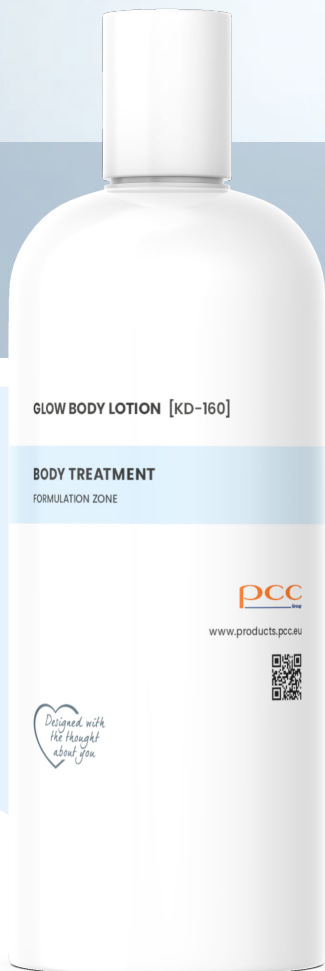 GLOW BODY LOTION [KD-160]
BODY TREATMENT
FORMULATION ZONE
pcc
Group
www.products.pcc.eu
Designed with
the thought
about you